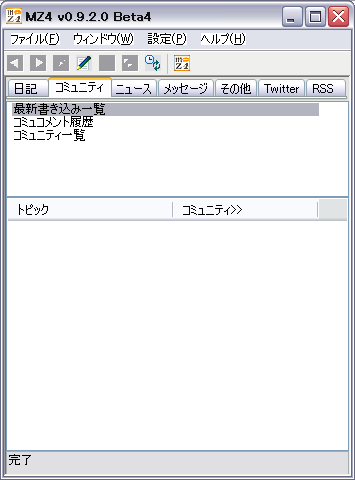 MZ4 v0.9.2.0 Beta4
ファイル(F) ウィンドウ(W) 設定(P) ヘルプ(H)
日記 コミュニティ ニュース メッセージ その他 Twitter RSS
最新書き込み一覧
コミュコメント履歴
コミュニティ一覧
トピック コミュニティ>>
完了